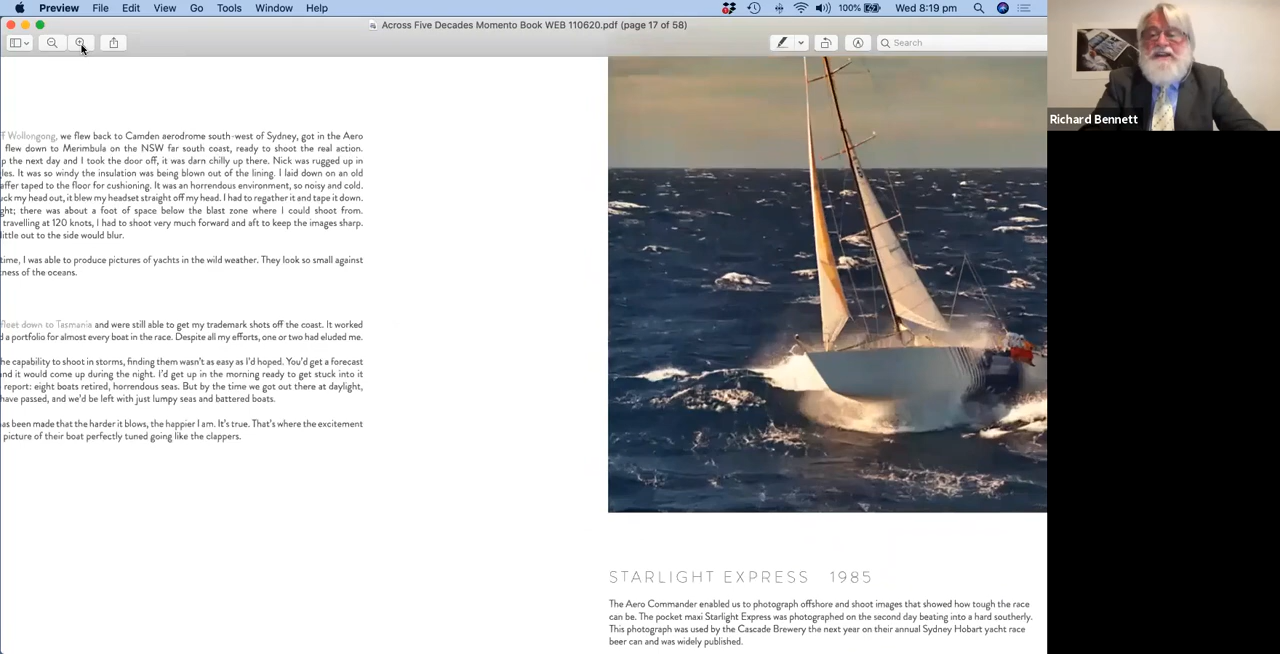 Preview File Edit View Go Tools Window Help
100%
Wed 8:19 pm
Across Five Decades Momento Book WEB 110620.pdf (page 17 of 58)
Search
Richard Bennett
f Wollongong, we flew back to Camden aerodrome south-west of Sydney, got in the Aero
flew down to Merimbula on the NSW far south coast, ready to shoot the real action.
p the next day and I took the door off, it was darn chilly up there. Nick was rugged up in
les. It was so windy the insulation was being blown out of the lining. I laid down on an old
affer taped to the floor for cushioning. It was an horrendous environment, so noisy and cold.
uck my head out, it blew my headset straight off my head. I had to regather it and tape it down.
ght; there was about a foot of space below the blast zone where I could shoot from.
travelling at 120 knots, I had to shoot very much forward and aft to keep the images sharp.
little out to the side would blur.
time, I was able to produce pictures of yachts in the wild weather. They look so small against
tness of the oceans.
fleet down to Tasmania and were still able to get my trademark shots off the coast. It worked
d a portfolio for almost every boat in the race. Despite all my efforts, one or two had eluded me.
he capability to shoot in storms, finding them wasn't as easy as I'd hoped. You'd get a forecast
and it would come up during the night. I'd get up in the morning ready to get stuck into it
report: eight boats retired, horrendous seas. But by the time we got out there at daylight,
have passed, and we'd be left with just lumpy seas and battered boats.
as been made that the harder it blows, the happier I am. It's true. That's where the excitement
picture of their boat perfectly tuned going like the clappers.
STARLIGHT EXPRESS 1985
The Aero Commander enabled us to photograph offshore and shoot images that showed how tough the race
can be. The pocket maxi Starlight Express was photographed on the second day beating into a hard southerly.
This photograph was used by the Cascade Brewery the next year on their annual Sydney Hobart yacht race
beer can and was widely published.